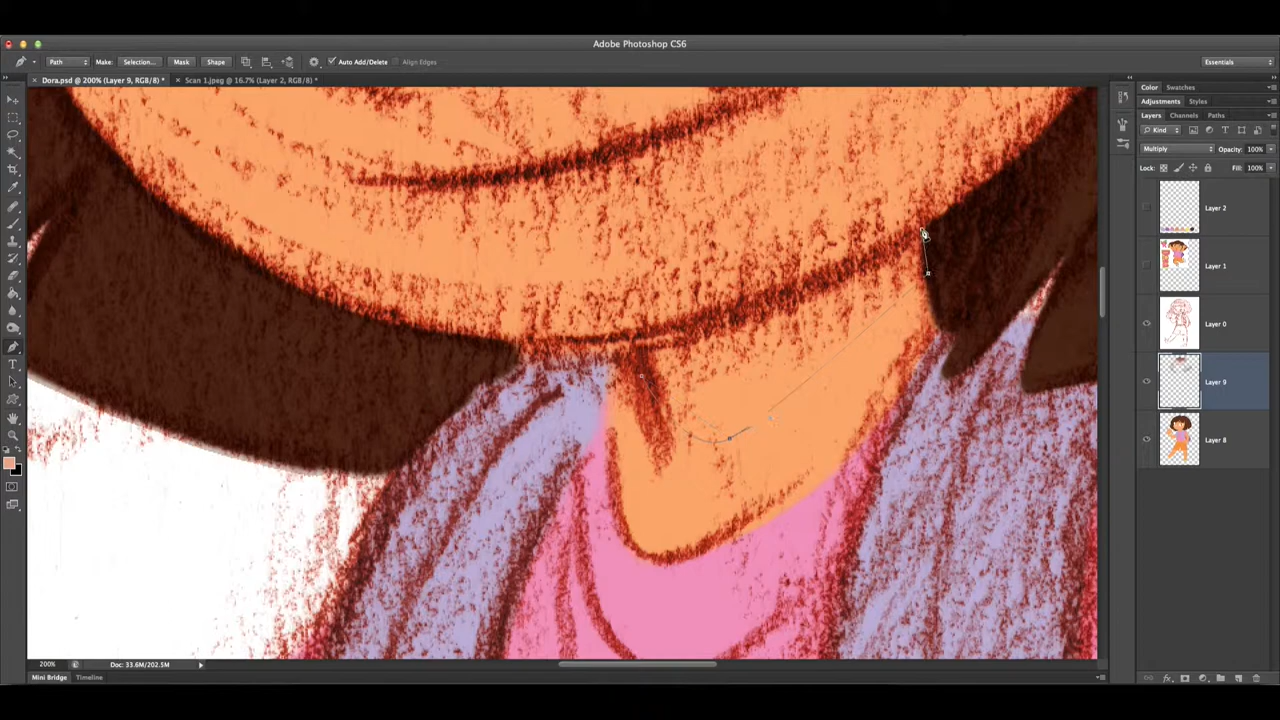 Adobe Photoshop CS6
Path Make: Selection... Mask Shape Auto Add/Delete Align Edges Essentials
Dora.psd @ 200% (Layer 9, RGB/8) * Scan 1.jpeg @ 16.7% (Layer 2, RGB/8) *
Color Swatches
Adjustments Styles
Layers Channels Paths
Kind
Multiply Opacity: 100%
Lock: Fill: 100%
Layer 2
Layer 1
Layer 0
Layer 9
Layer 8
200% Doc: 33.6M/202.5M
Mini Bridge Timeline